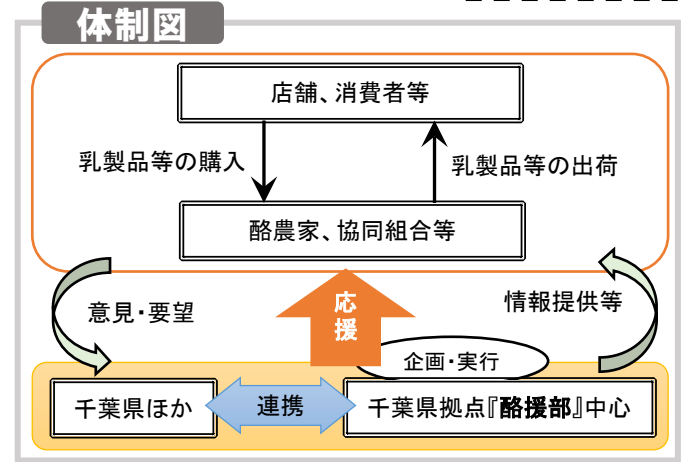 体制図
店舗、消費者等
乳製品等の購入
乳製品等の出荷
酪農家、協同組合等
意見・要望
応援
情報提供等
企画・実行
千葉県ほか
連携
千葉県拠点『酪援部』中心